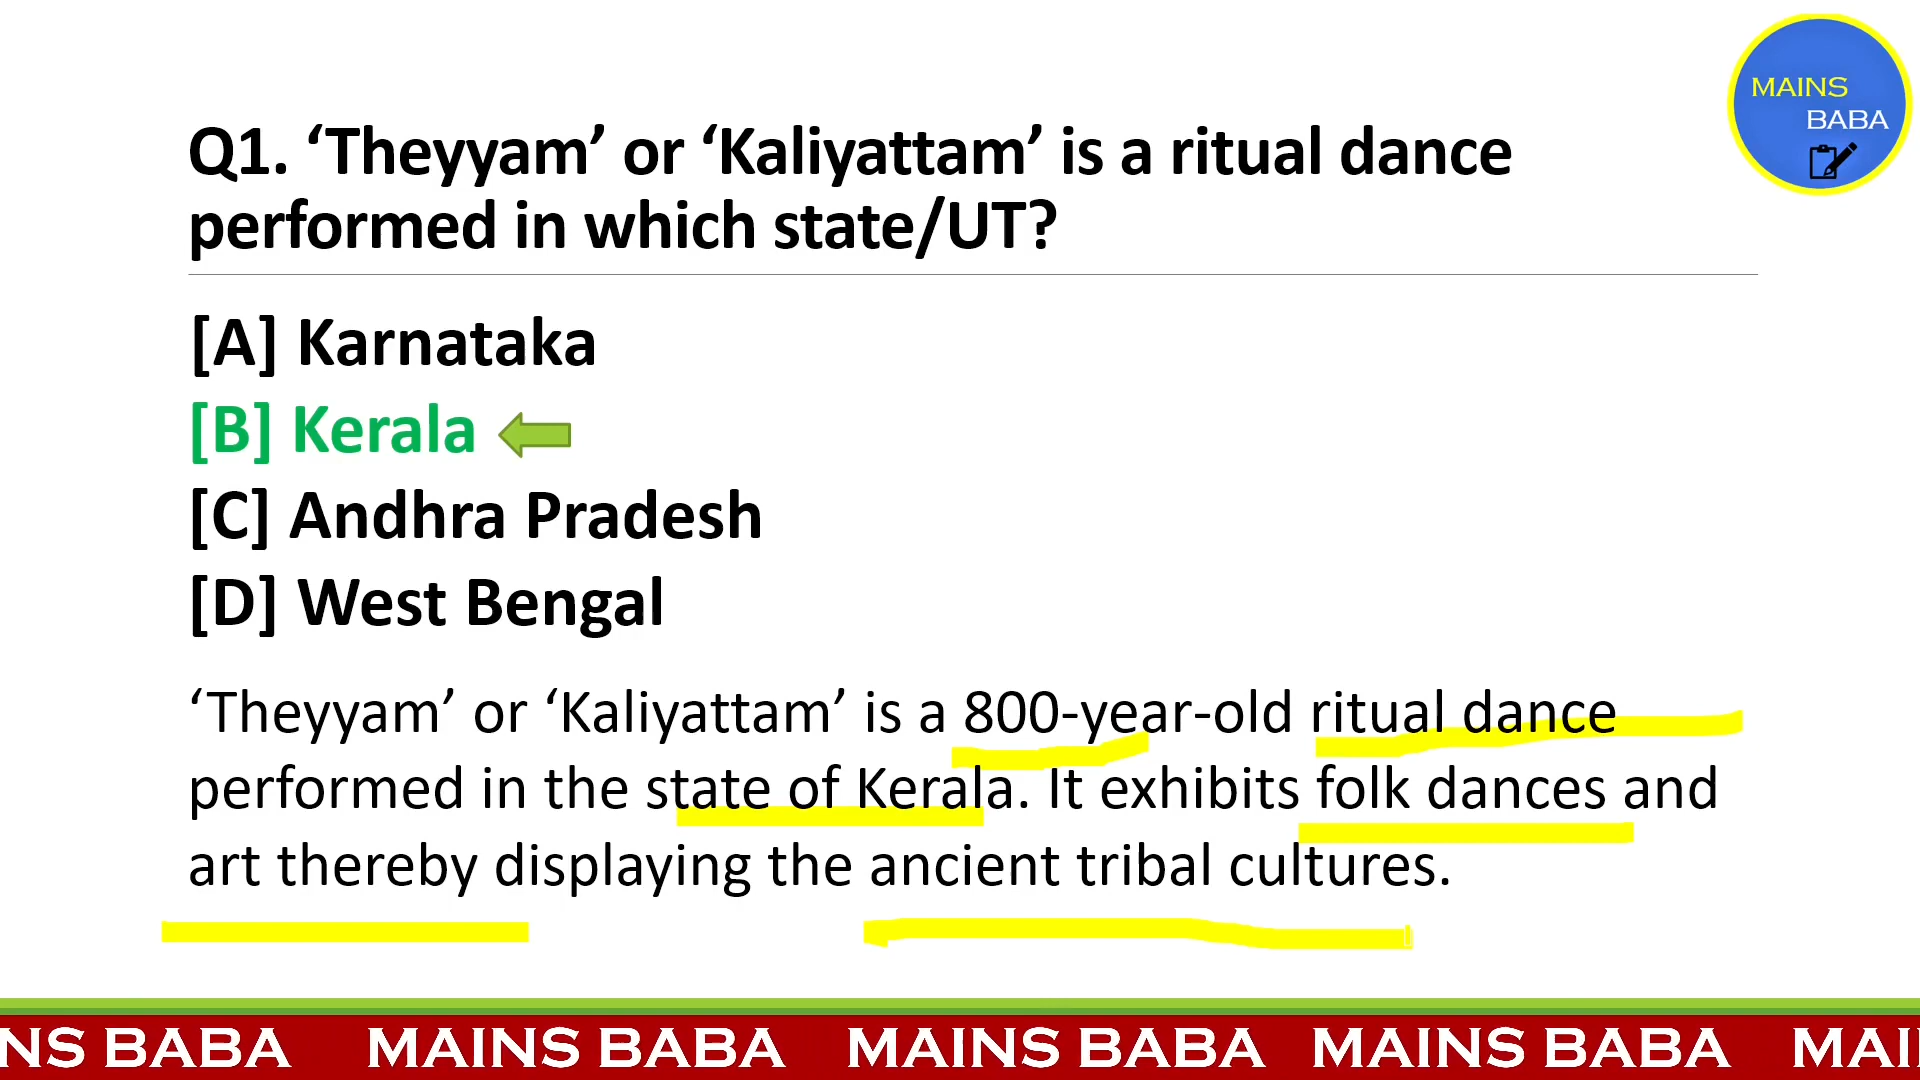 MAINS
BABA
Q1. ‘Theyyam’ or ‘Kaliyattam’ is a ritual dance
performed in which state/UT?
[A] Karnataka
[B] Kerala
[C] Andhra Pradesh
[D] West Bengal
‘Theyyam’ or ‘Kaliyattam’ is a 800-year-old ritual dance
performed in the state of Kerala. It exhibits folk dances and
art thereby displaying the ancient tribal cultures.
NS BABA MAINS BABA MAINS BABA MAINS BABA MAI